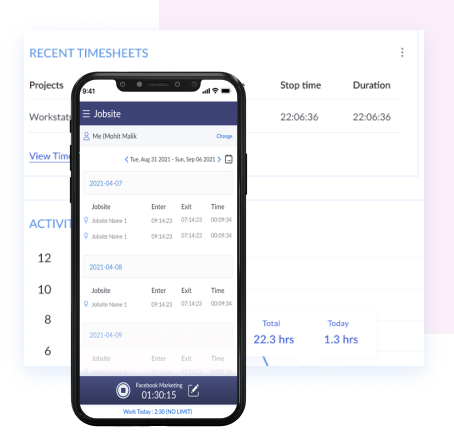 RECENT TIMESHEETS
Projects Stop time Duration
22:06:36 22:06:36
ACTIVIT
12
10
8
6
Total Today
22.3 hrs 1.3 hrs
9:41
Jobsite
Me (Mohit Malik
Change
Tue, Aug 31 2021 - Sun, Sep 06 2021
2021-04-07
Jobsite Enter Exit Time
Jobsite Name 1 09:14:23 07:14:23 00:09:34
Jobsite Name 1 09:14:23 07:14:23 00:09:34
2021-04-08
Jobsite Enter Exit Time
Jobsite Name 1 09:14:23 07:14:23 00:09:34
2021-04-09
Jobsite Enter Exit Time
Facebook Marketing
01:30:15
Work Today : 2:30 (NO LIMIT)